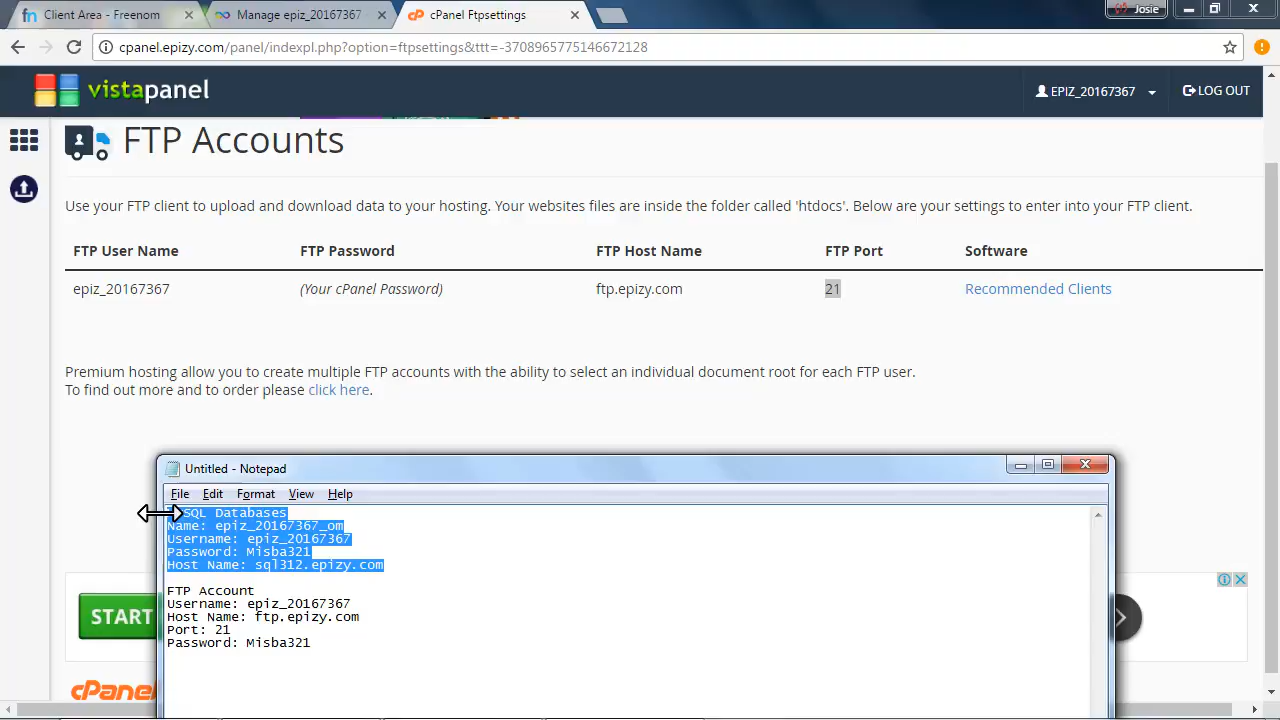 Client Area - Freenom
Manage epiz_20167367
cPanel Ftpsettings
Josie
cpanel.epizy.com/panel/indexpl.php?option=ftpsettings&ttt=-3708965775146672128
vistapanel
EPIZ_20167367
LOG OUT
FTP Accounts
Use your FTP client to upload and download data to your hosting. Your websites files are inside the folder called 'htdocs'. Below are your settings to enter into your FTP client.
FTP User Name FTP Password FTP Host Name FTP Port Software
epiz_20167367 (Your cPanel Password) ftp.epizy.com 21 Recommended Clients
Premium hosting allow you to create multiple FTP accounts with the ability to select an individual document root for each FTP user.
To find out more and to order please click here.
Untitled - Notepad
File Edit Format View Help
SQL Databases
Name: epiz_20167367_om
Username: epiz_20167367
Password: Misba321
Host Name: sql312.epizy.com
FTP Account
Username: epiz_20167367
Host Name: ftp.epizy.com
Port: 21
Password: Misba321
START
cPanel